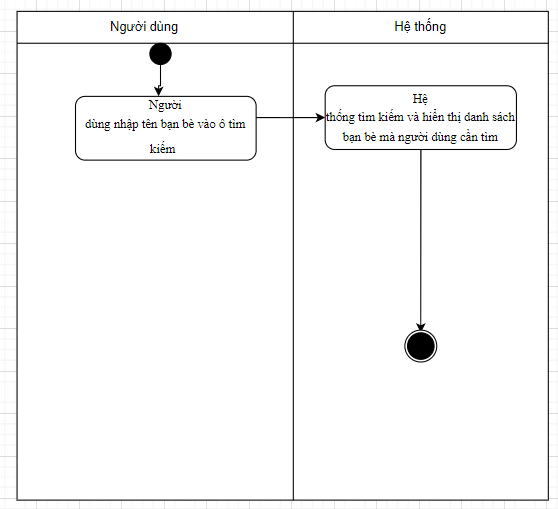 Người dùng
Hệ thống
Người
dùng nhập tên bạn bè vào ô tìm
kiếm
Hệ
thống tìm kiếm và hiển thị danh sách
bạn bè mà người dùng cần tìm